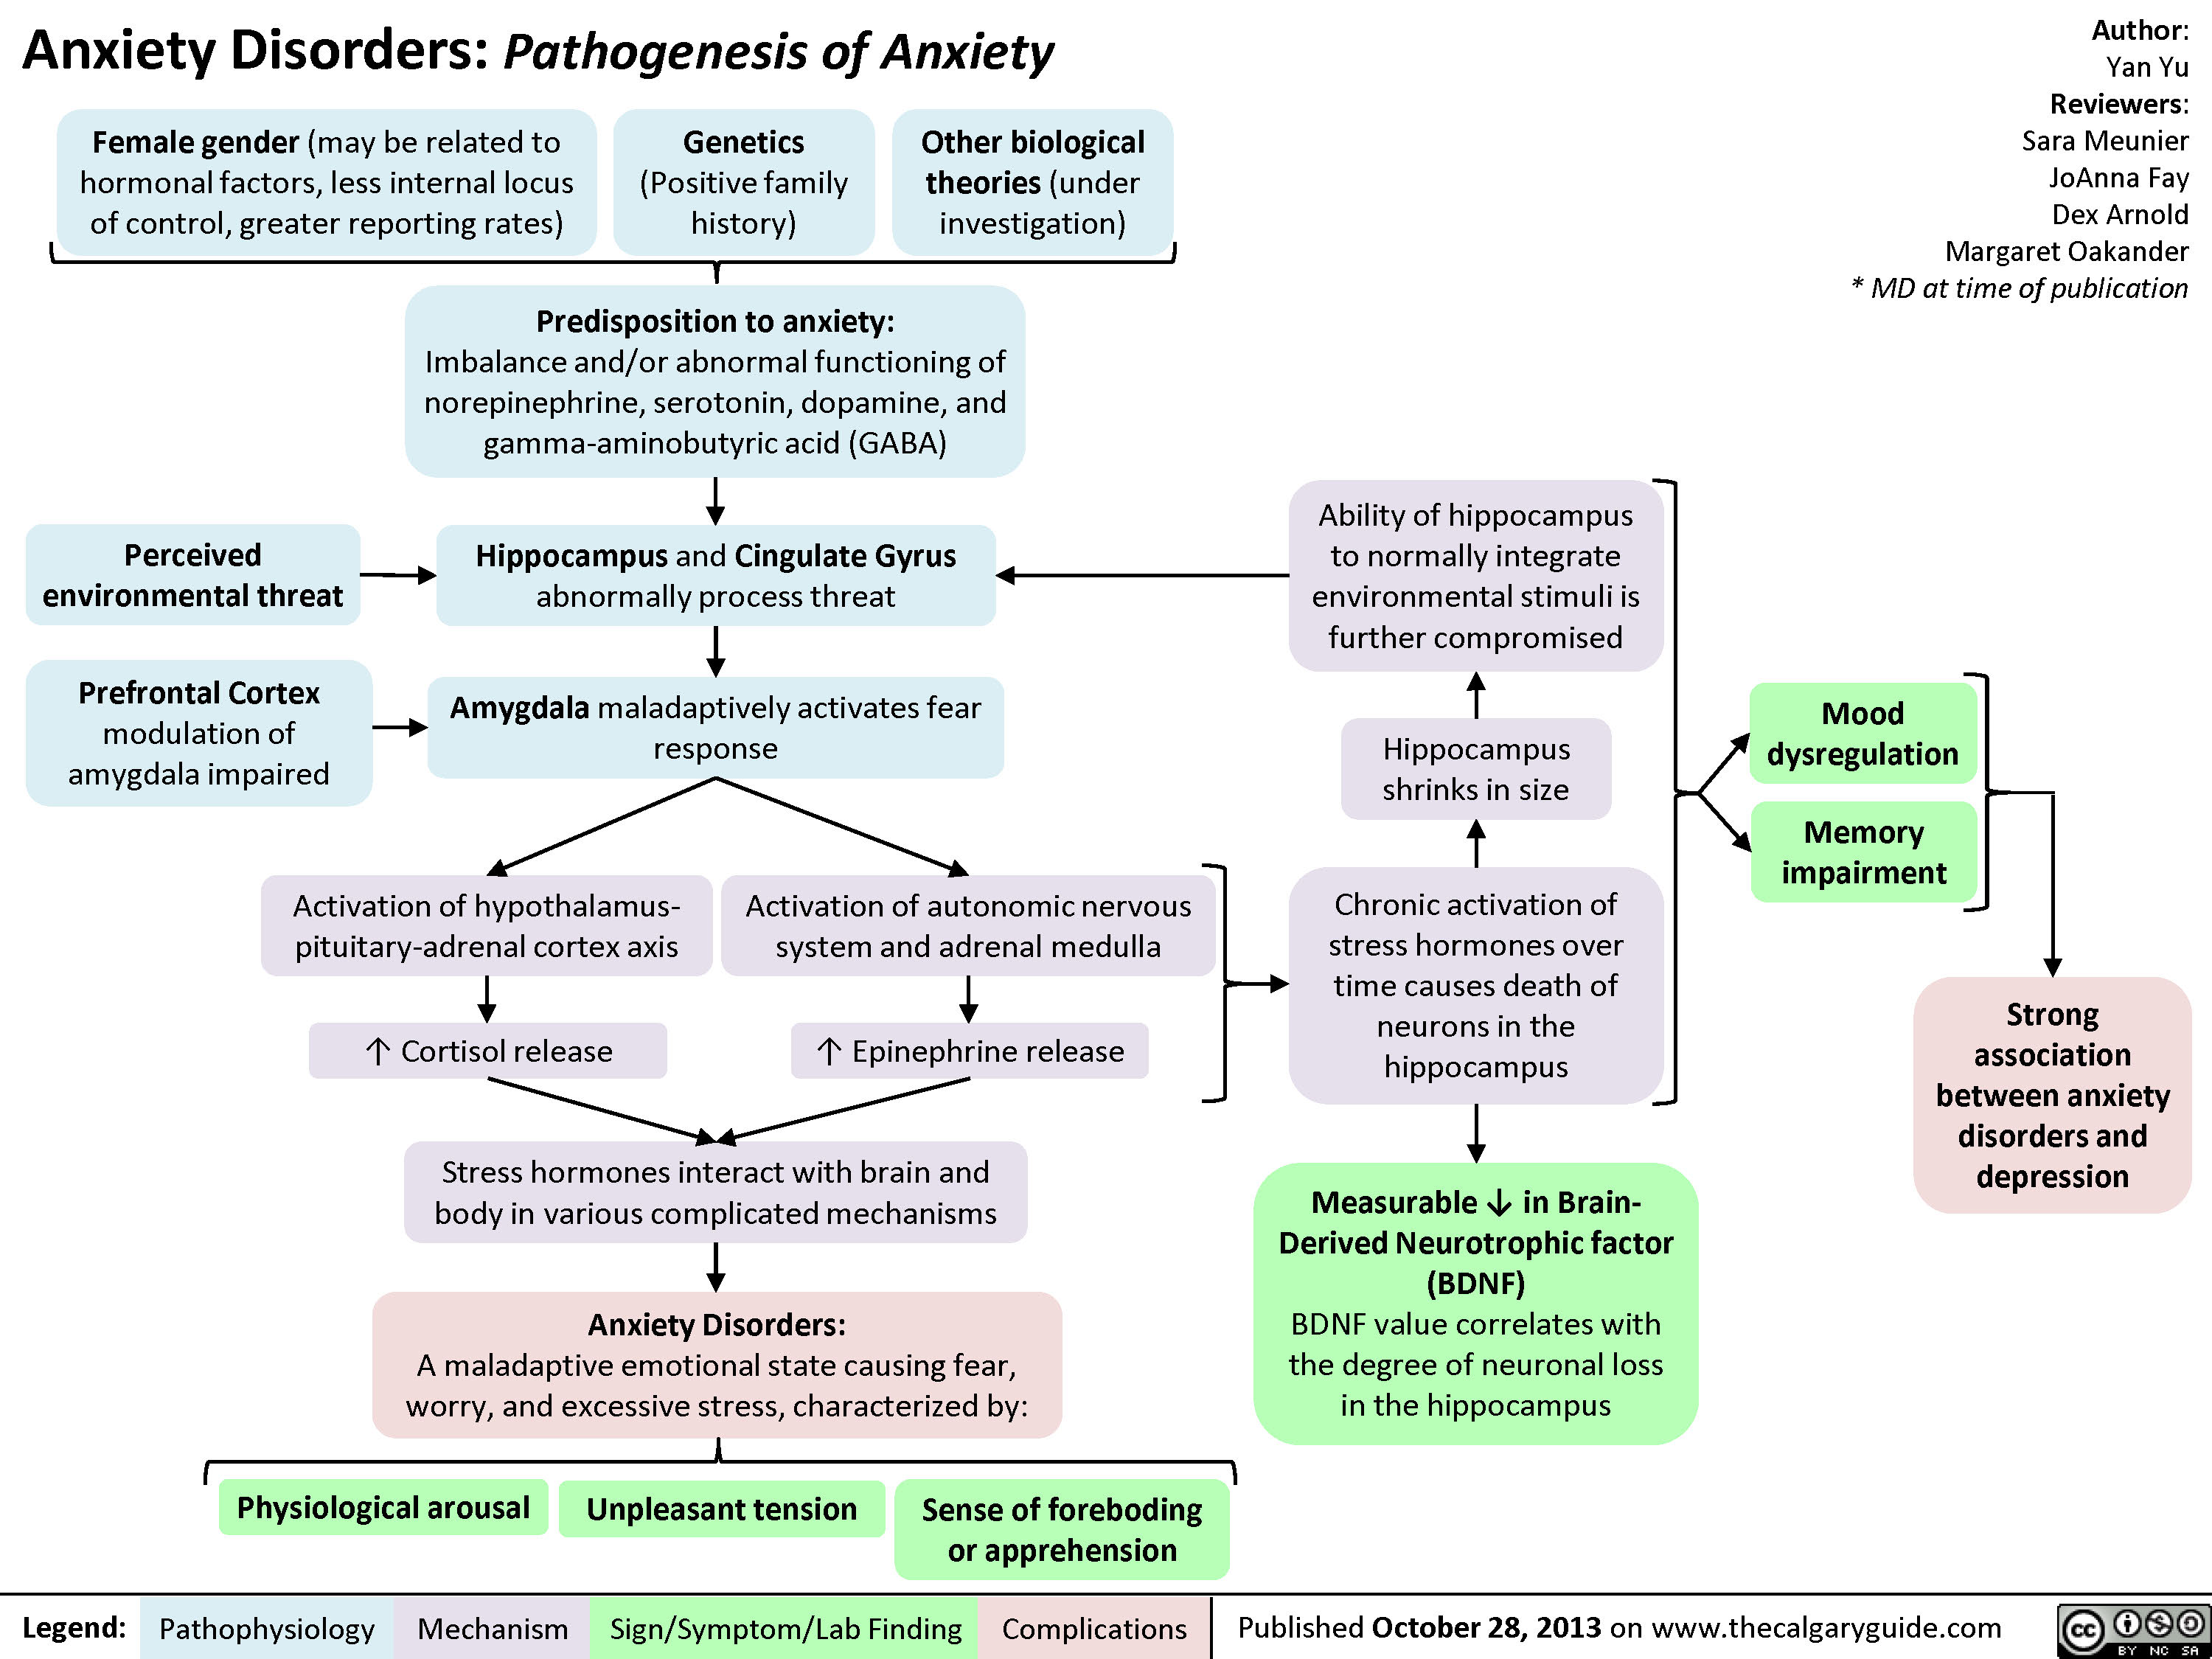 Anxiety Disorders: Pathogenesis of Anxiety
Author:
Yan Yu
Reviewers:
Sara Meunier
JoAnna Fay
Dex Arnold
Margaret Oakander
* MD at time of publication
Female gender (may be related to
hormonal factors, less internal locus
of control, greater reporting rates)
Genetics
(Positive family
history)
Other biological
theories (under
investigation)
Predisposition to anxiety:
Imbalance and/or abnormal functioning of
norepinephrine, serotonin, dopamine, and
gamma-aminobutyric acid (GABA)
Perceived
environmental threat
Hippocampus and Cingulate Gyrus
abnormally process threat
Ability of hippocampus
to normally integrate
environmental stimuli is
further compromised
Prefrontal Cortex
modulation of
amygdala impaired
Amygdala maladaptively activates fear
response
Hippocampus
shrinks in size
Mood
dysregulation
Memory
impairment
Activation of hypothalamus-
pituitary-adrenal cortex axis
Activation of autonomic nervous
system and adrenal medulla
Chronic activation of
stress hormones over
time causes death of
neurons in the
hippocampus
↑ Cortisol release
↑ Epinephrine release
Strong
association
between anxiety
disorders and
depression
Stress hormones interact with brain and
body in various complicated mechanisms
Measurable ↓ in Brain-
Derived Neurotrophic factor
(BDNF)
BDNF value correlates with
the degree of neuronal loss
in the hippocampus
Anxiety Disorders:
A maladaptive emotional state causing fear,
worry, and excessive stress, characterized by:
Physiological arousal
Unpleasant tension
Sense of foreboding
or apprehension
Legend:
Pathophysiology
Mechanism
Sign/Symptom/Lab Finding
Complications
Published October 28, 2013 on www.thecalgaryguide.com
cc
BY NC SA